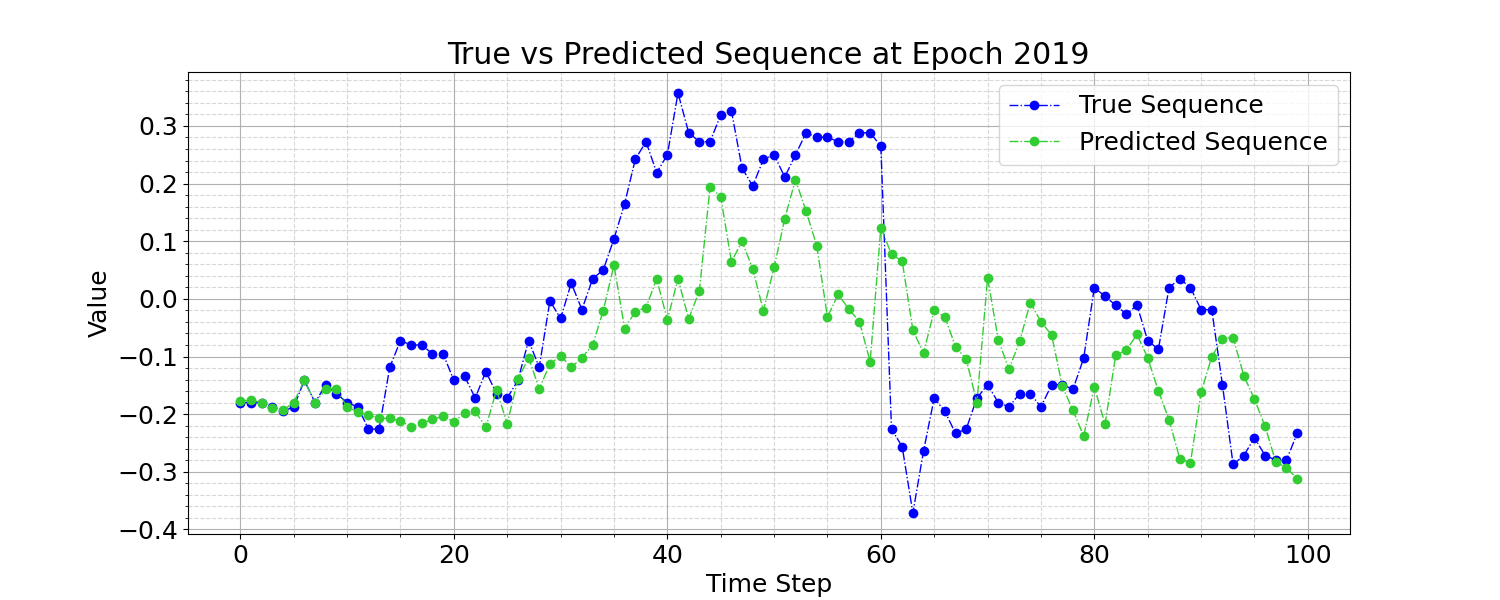 True vs Predicted Sequence at Epoch 2019
True Sequence
Predicted Sequence
Value
0.3
0.2
0.1
0.0
−0.1
−0.2
−0.3
−0.4
0 20 40 60 80 100
Time Step